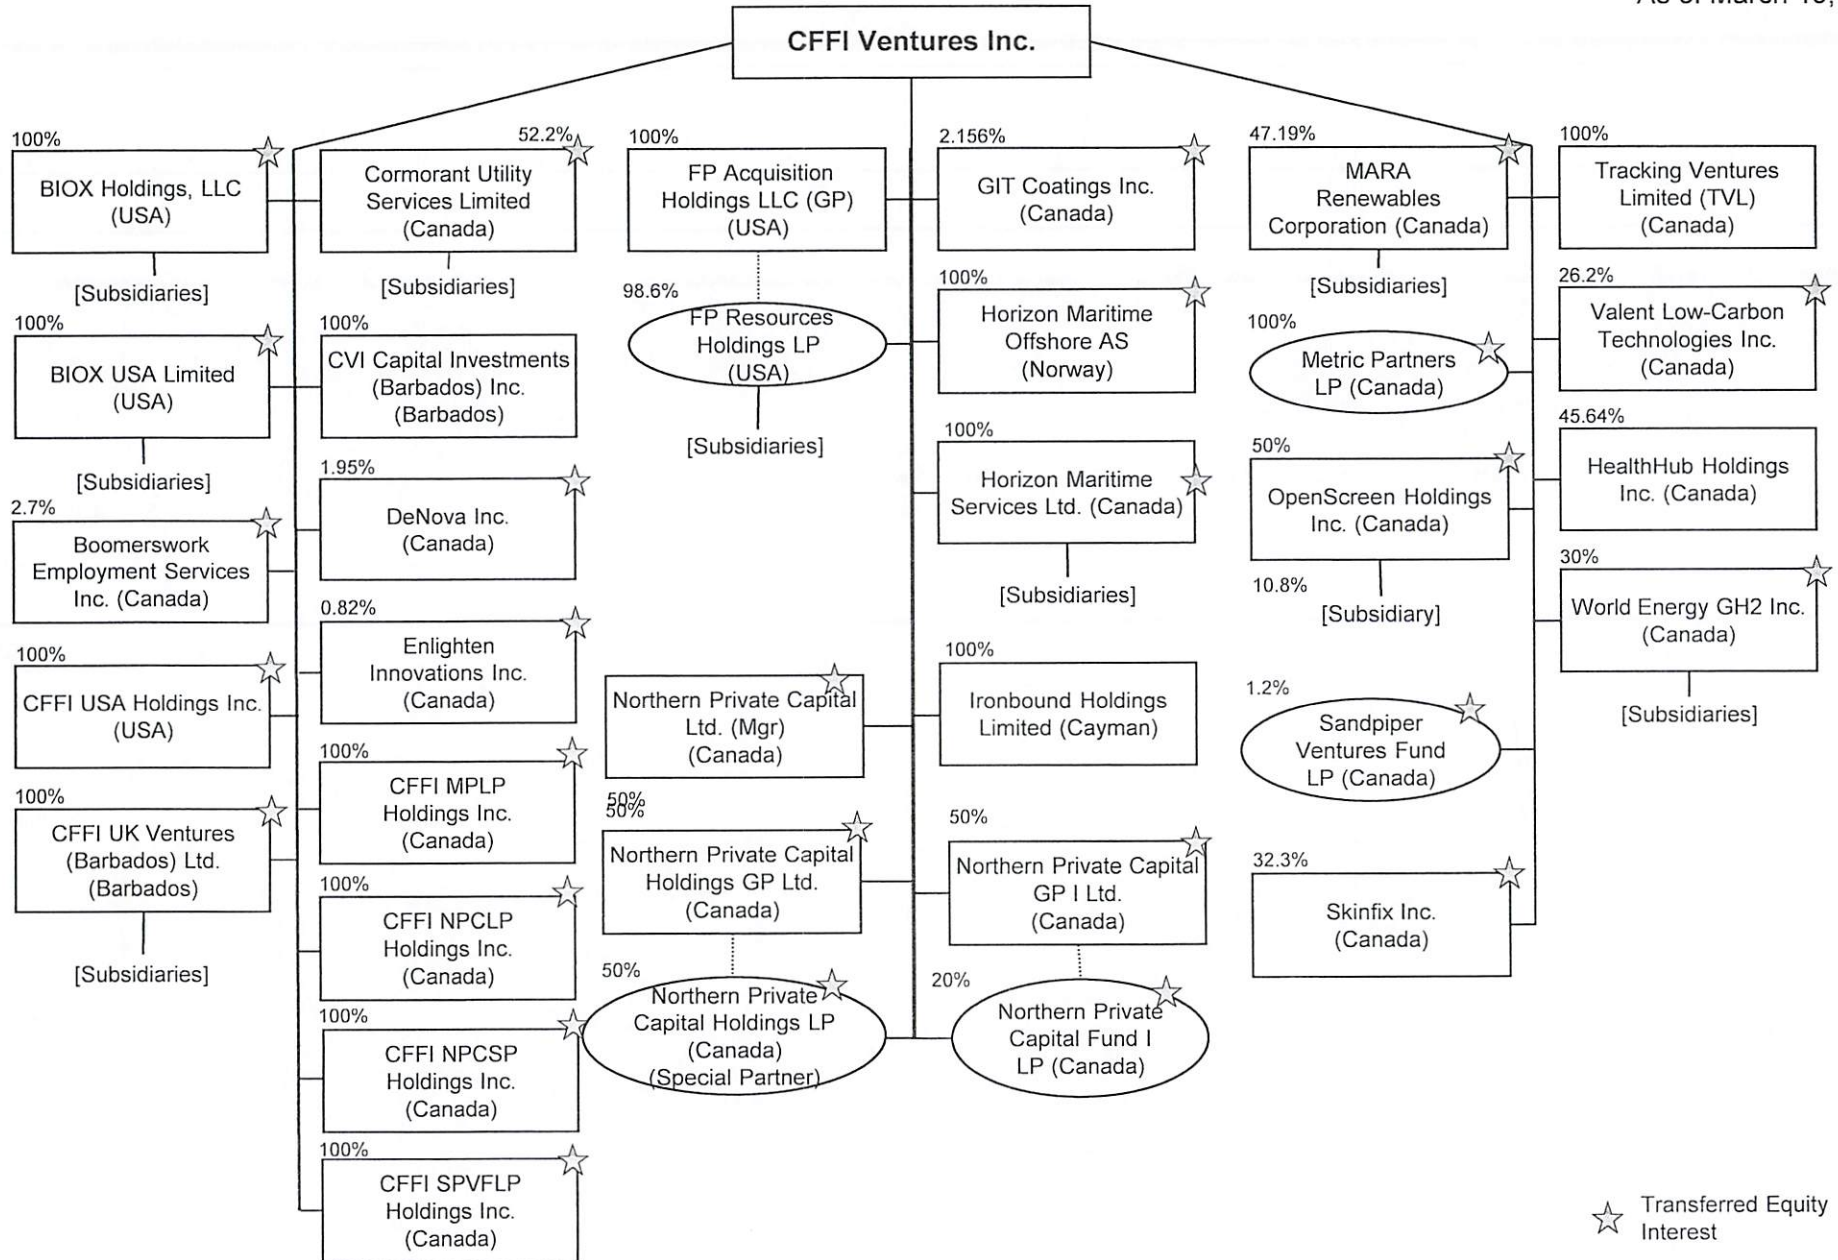 As of March 15,
CFFI Ventures Inc.
100%
BIOX Holdings, LLC
(USA)
[Subsidiaries]
100%
BIOX USA Limited
(USA)
[Subsidiaries]
2.7%
Boomerswork
Employment Services
Inc. (Canada)
100%
CFFI USA Holdings Inc.
(USA)
100%
CFFI UK Ventures
(Barbados) Ltd.
(Barbados)
[Subsidiaries]
52.2%
Cormorant Utility
Services Limited
(Canada)
[Subsidiaries]
100%
CVI Capital Investments
(Barbados) Inc.
(Barbados)
1.95%
DeNova Inc.
(Canada)
0.82%
Enlighten
Innovations Inc.
(Canada)
100%
CFFI MPLP
Holdings Inc.
(Canada)
100%
CFFI NPCLP
Holdings Inc.
(Canada)
100%
CFFI NPCSP
Holdings Inc.
(Canada)
100%
CFFI SPVFLP
Holdings Inc.
(Canada)
100%
FP Acquisition
Holdings LLC (GP)
(USA)
98.6%
FP Resources
Holdings LP
(USA)
[Subsidiaries]
Northern Private Capital
Ltd. (Mgr)
(Canada)
50%
50%
Northern Private Capital
Holdings GP Ltd.
(Canada)
50%
Northern Private
Capital Holdings LP
(Canada)
(Special Partner)
2.156%
GIT Coatings Inc.
(Canada)
100%
Horizon Maritime
Offshore AS
(Norway)
100%
Horizon Maritime
Services Ltd. (Canada)
[Subsidiaries]
100%
Ironbound Holdings
Limited (Cayman)
50%
Northern Private Capital
GP I Ltd.
(Canada)
20%
Northern Private
Capital Fund I
LP (Canada)
47.19%
MARA
Renewables
Corporation (Canada)
[Subsidiaries]
100%
Metric Partners
LP (Canada)
50%
OpenScreen Holdings
Inc. (Canada)
10.8%
[Subsidiary]
1.2%
Sandpiper
Ventures Fund
LP (Canada)
32.3%
Skinfix Inc.
(Canada)
100%
Tracking Ventures
Limited (TVL)
(Canada)
26.2%
Valent Low-Carbon
Technologies Inc.
(Canada)
45.64%
HealthHub Holdings
Inc. (Canada)
30%
World Energy GH2 Inc.
(Canada)
[Subsidiaries]
Transferred Equity
Interest